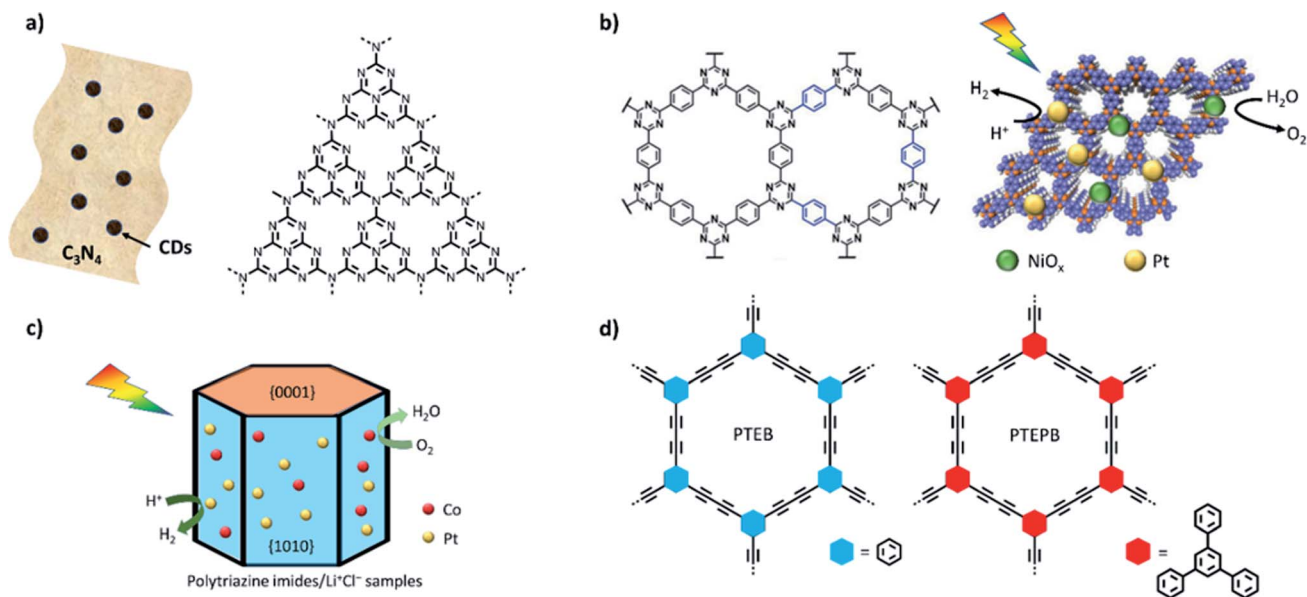 a)
C₃N₄
CDs
b)
H₂
H⁺
H₂O
O₂
NiOₓ
Pt
c)
{0001}
H₂O
O₂
H⁺
H₂
{1010}
Co
Pt
Polytriazine imides/Li⁺Cl⁻ samples
d)
PTEB
PTEPB
=
=